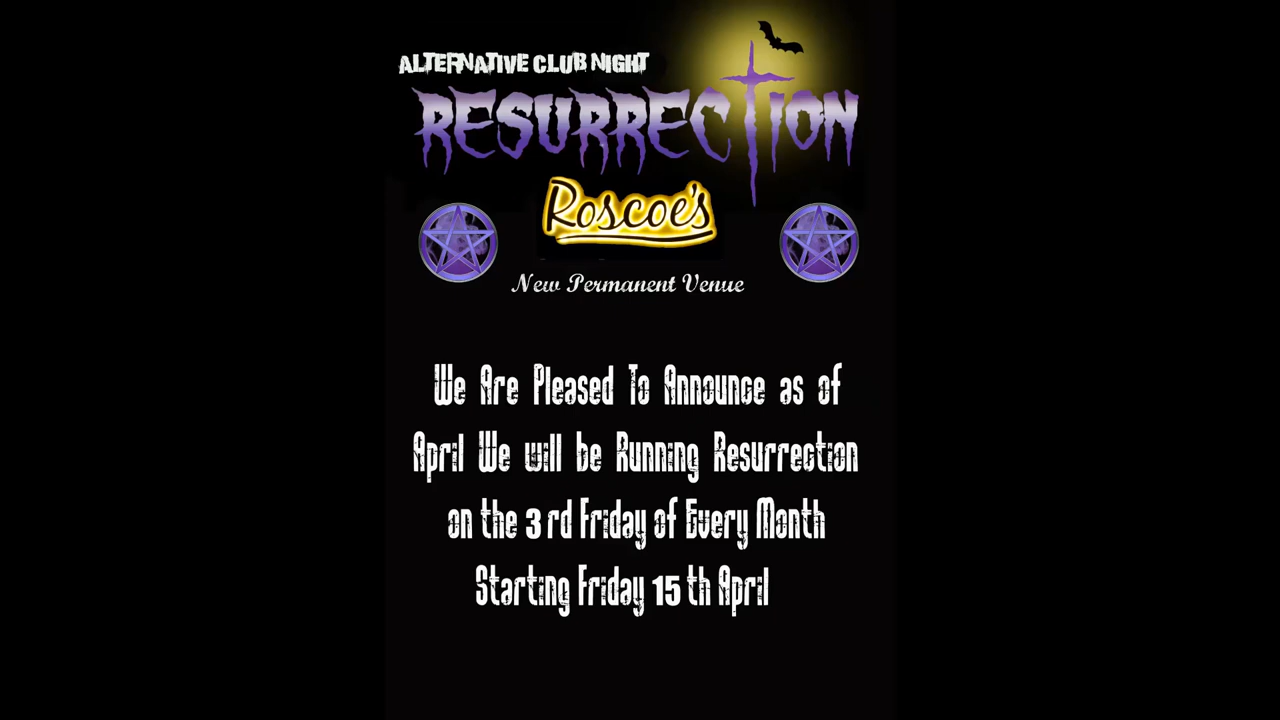 ALTERNATIVE CLUB NIGHT
RESURRECTION
Roscoe's
New Permanent Venue
We Are Pleased To Announce as of
April We will be Running Resurrection
on the 3 rd Friday of Every Month
Starting Friday 15 th April